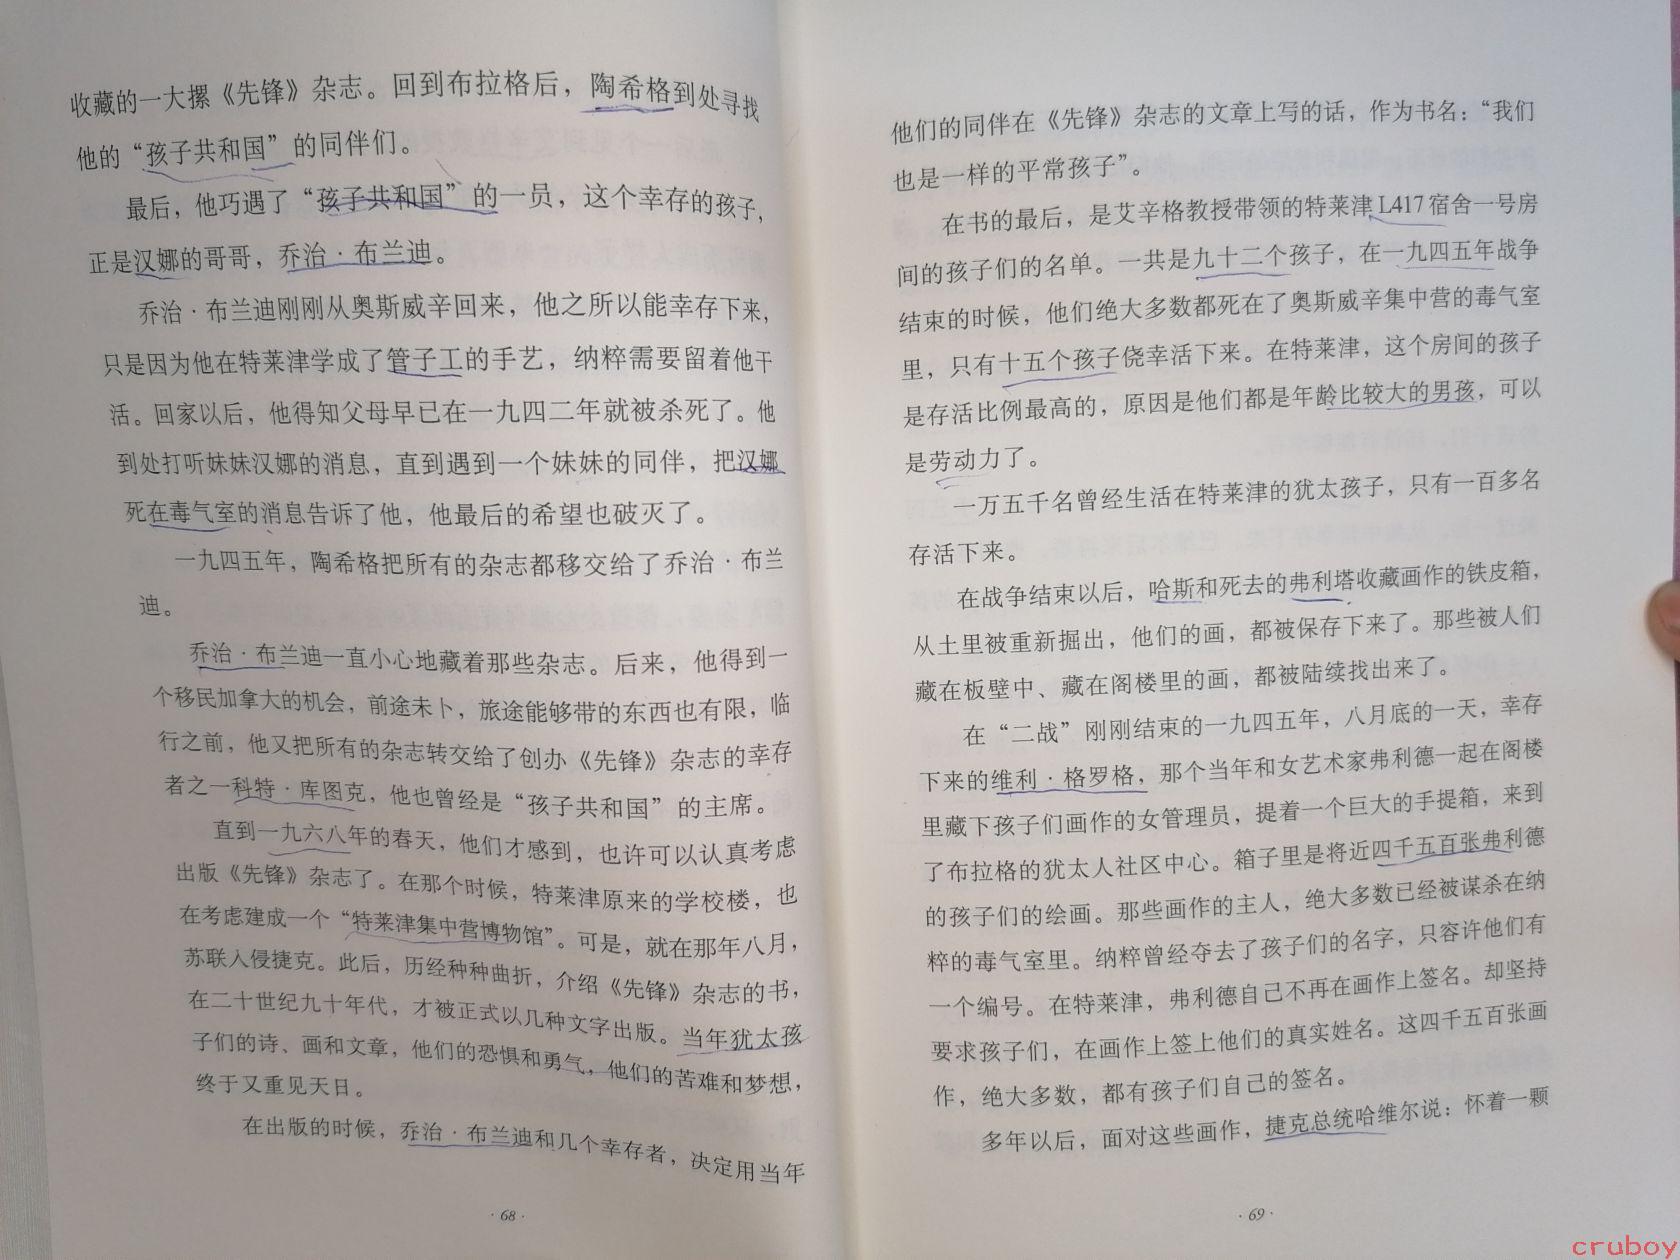 收藏的一大摞《先锋》杂志。回到布拉格后，陶希格到处寻找
他的“孩子共和国”的同伴们。
最后，他巧遇了“孩子共和国”的一员，这个幸存的孩子，
正是汉娜的哥哥，乔治·布兰迪。
乔治·布兰迪刚刚从奥斯威辛回来，他之所以能幸存下来，
只是因为他在特莱津学成了管子工的手艺，纳粹需要留着他干
活。回家以后，他得知父母早已在一九四二年就被杀死了。他
到处打听妹妹汉娜的消息，直到遇到一个妹妹的同伴，把汉娜
死在毒气室的消息告诉了他，他最后的希望也破灭了。
一九四五年，陶希格把所有的杂志都移交给了乔治·布兰
迪。
乔治·布兰迪一直小心地藏着那些杂志。后来，他得到一
个移民加拿大的机会，前途未卜，旅途能够带的东西也有限，临
行之前，他又把所有的杂志转交给了创办《先锋》杂志的幸存
者之一科特·库图克，他也曾经是“孩子共和国”的主席。
直到一九六八年的春天，他们才感到，也许可以认真考虑
出版《先锋》杂志了。在那个时候，特莱津原来的学校楼，也
在考虑建成一个“特莱津集中营博物馆”。可是，就在那年八月，
苏联入侵捷克。此后，历经种种曲折，介绍《先锋》杂志的书，
在二十世纪九十年代，才被正式以几种文字出版。当年犹太孩
子们的诗、画和文章，他们的恐惧和勇气，他们的苦难和梦想，
终于又重见天日。
在出版的时候，乔治·布兰迪和几个幸存者，决定用当年
·68·
他们的同伴在《先锋》杂志的文章上写的话，作为书名：“我们
也是一样的平常孩子”。
在书的最后，是艾辛格教授带领的特莱津L417宿舍一号房
间的孩子们的名单。一共是九十二个孩子，在一九四五年战争
结束的时候，他们绝大多数都死在了奥斯威辛集中营的毒气室
里，只有十五个孩子侥幸活下来。在特莱津，这个房间的孩子
是存活比例最高的，原因是他们都是年龄比较大的男孩，可以
是劳动力了。
一万五千名曾经生活在特莱津的犹太孩子，只有一百多名
存活下来。
在战争结束以后，哈斯和死去的弗利塔收藏画作的铁皮箱，
从土里被重新掘出，他们的画，都被保存下来了。那些被人们
藏在板壁中、藏在阁楼里的画，都被陆续找出来了。
在“二战”刚刚结束的一九四五年，八月底的一天，幸存
下来的维利·格罗格，那个当年和女艺术家弗利德一起在阁楼
里藏下孩子们画作的女管理员，提着一个巨大的手提箱，来到
了布拉格的犹太人社区中心。箱子里是将近四千五百张弗利德
的孩子们的绘画。那些画作的主人，绝大多数已经被谋杀在纳
粹的毒气室里。纳粹曾经夺去了孩子们的名字，只容许他们有
一个编号。在特莱津，弗利德自己不再在画作上签名。却坚持
要求孩子们，在画作上签上他们的真实姓名。这四千五百张画
作，绝大多数，都有孩子们自己的签名。
多年以后，面对这些画作，捷克总统哈维尔说：怀着一颗
·69·
cruboy